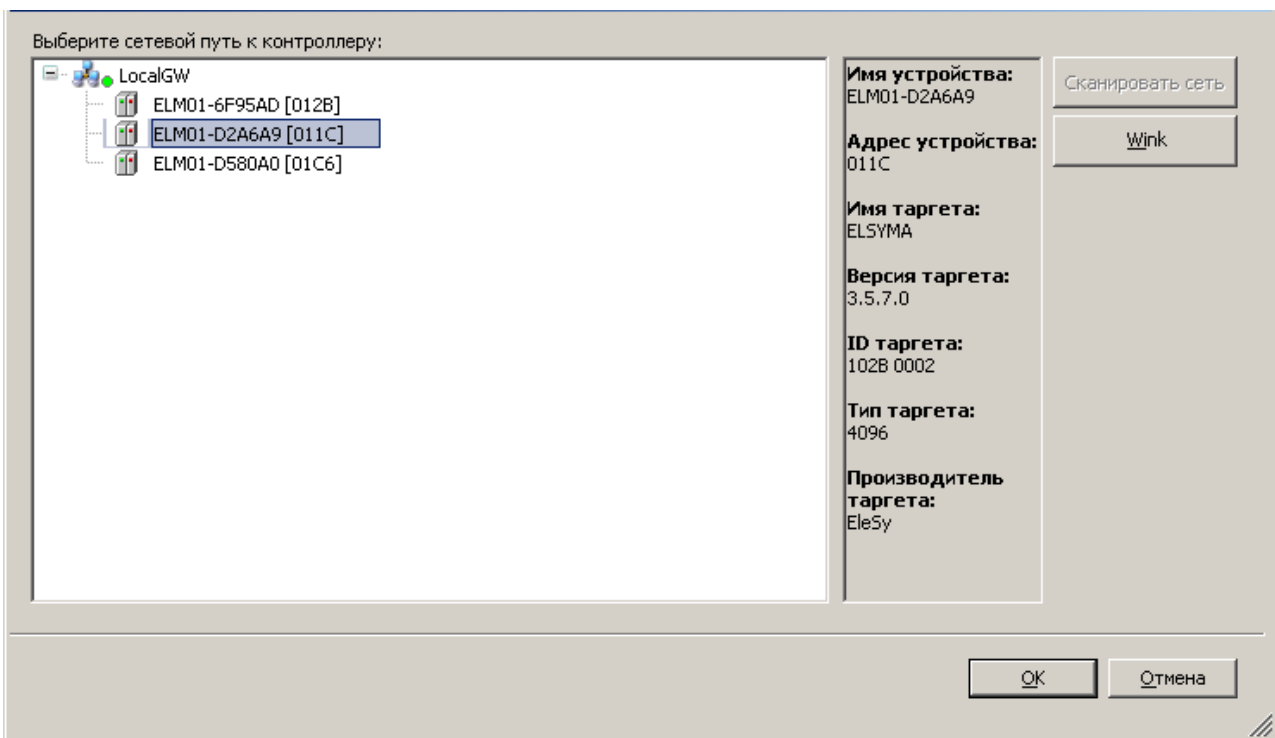 Выберите сетевой путь к контроллеру:
LocalGW
ELM01-6F95AD [012B]
ELM01-D2A6A9 [011C]
ELM01-D580A0 [01C6]
Имя устройства:
ELM01-D2A6A9
Адрес устройства:
011C
Имя таргета:
ELSYMA
Версия таргета:
3.5.7.0
ID таргета:
102B 0002
Тип таргета:
4096
Производитель
таргета:
EleSy
Сканировать сеть
Wink
OK
Отмена